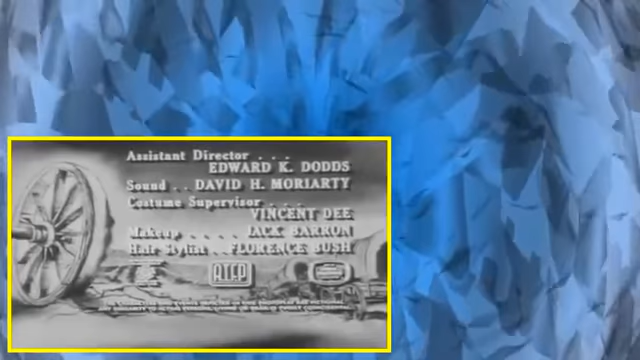 Assistant Director . . .
EDWARD K. DODDS
Sound . . DAVID H. MORIARTY
Costume Supervisor . . .
VINCENT DEE
Makeup . . . . . JACK BARRON
Hair Stylist . . FLORENCE BUSH